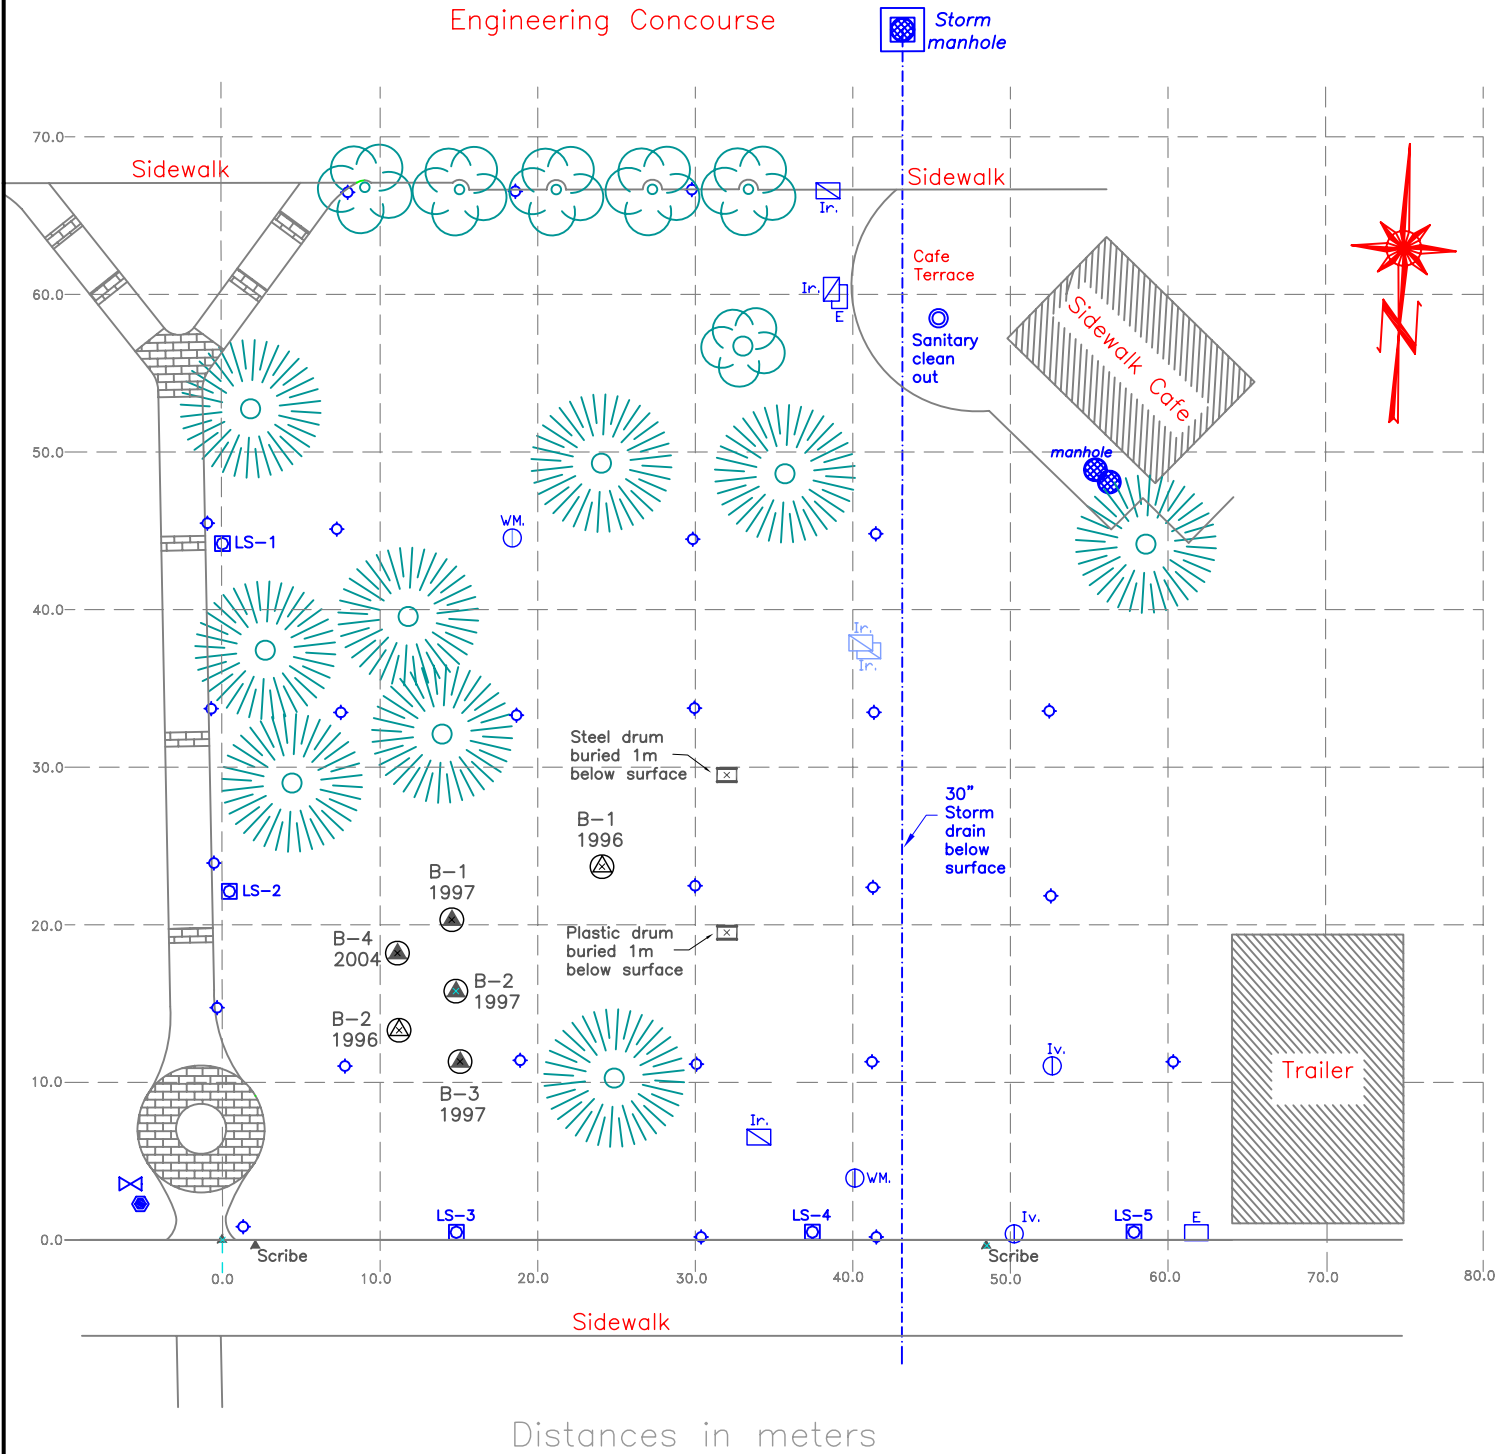 Engineering Concourse
Storm
manhole
70.0
Sidewalk
Sidewalk
Ir.
Cafe
Terrace
60.0
Ir.
E
Sidewalk Cafe
Sanitary
clean
out
N
50.0
manhole
WM.
LS-1
40.0
Ir.
Ir.
Steel drum
buried 1m
below surface
30.0
30”
Storm
drain
below
surface
B-1
1996
B-1
1997
LS-2
20.0
Plastic drum
buried 1m
below surface
B-4
2004
B-2
1997
B-2
1996
Iv.
Trailer
10.0
B-3
1997
Ir.
WM.
LS-3
LS-4
Iv.
LS-5
E
0.0
Scribe
Scribe
0.0
10.0
20.0
30.0
40.0
50.0
60.0
70.0
80.0
Sidewalk
Distances in meters